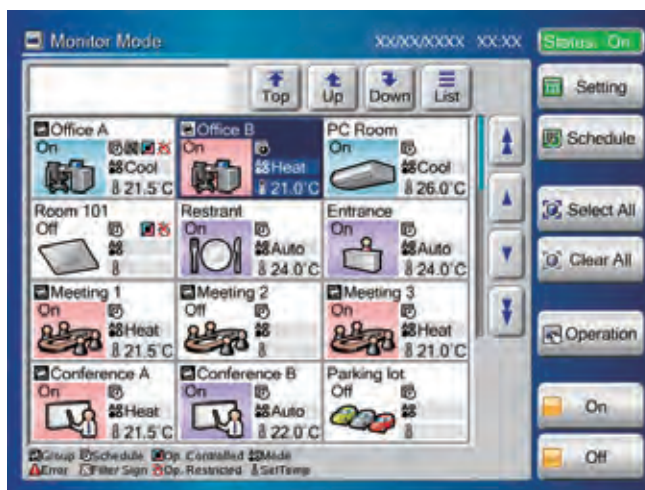 Monitor Mode XX/XX/XXXX XX:XX Status: On
Top Up Down List Setting
Office A Office B PC Room Schedule
On On On
Cool Heat Cool
21.5°C 21.0°C 26.0°C
Room 101 Restrant Entrance Select All
Off On On
Auto Auto
24.0°C 24.0°C Clear All
Meeting 1 Meeting 2 Meeting 3
On Off On
Heat Heat Operation
21.5°C 21.0°C
Conference A Conference B Parking lot
On On Off On
Heat Auto
21.5°C 22.0°C
Group Schedule Op. Controlled Mode Off
Error Filter Sign Op. Restricted SetTemp